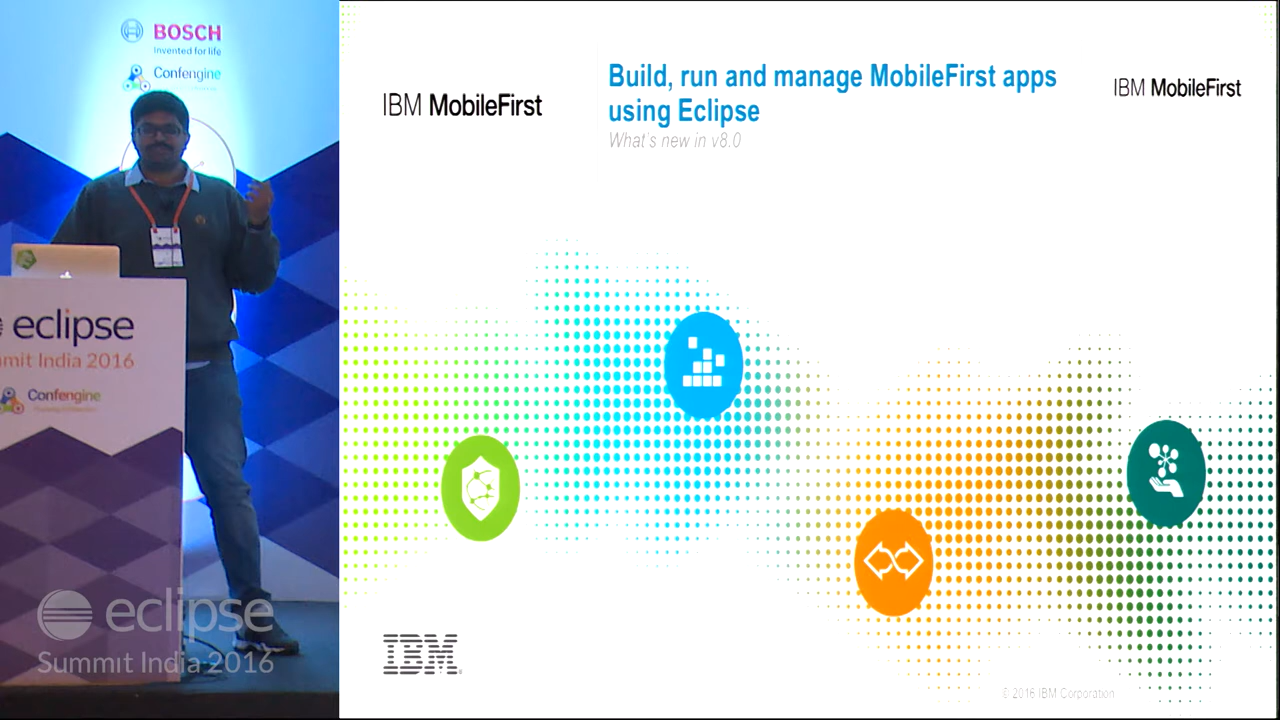 BOSCH
Invented for life
Confengine
eclipse
mmit India 2016
Confengine
eclipse
Summit India 2016
IBM MobileFirst
Build, run and manage MobileFirst apps
using Eclipse
What's new in v8.0
IBM MobileFirst
IBM
© 2016 IBM Corporation